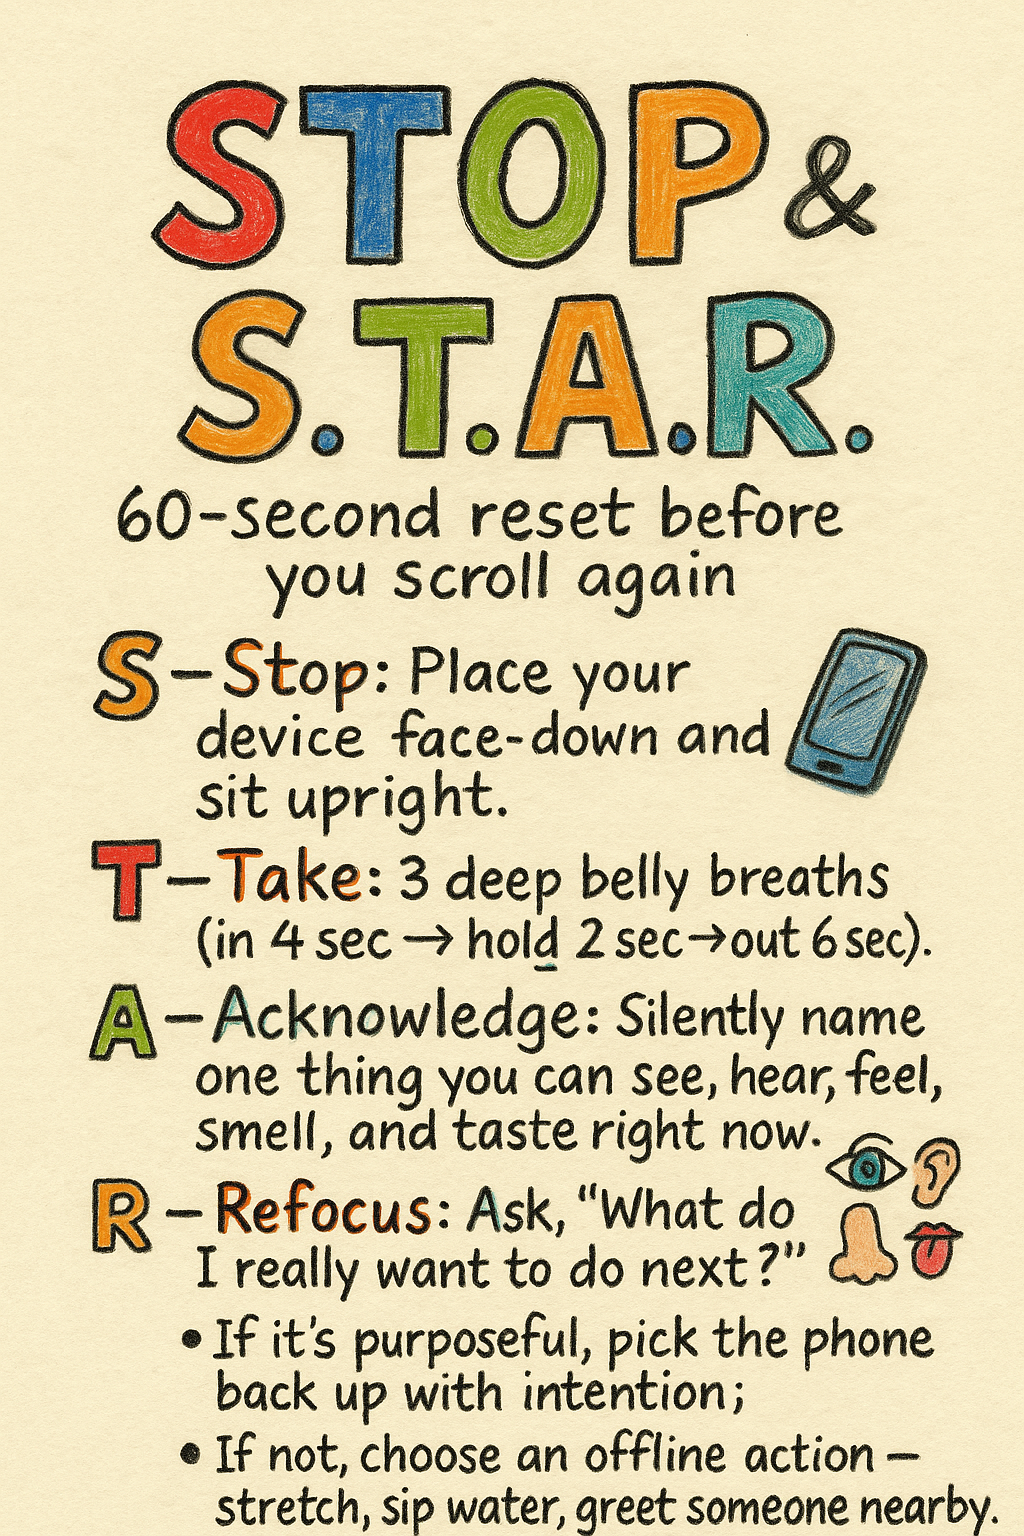 STOP &
S.T.A.R.
60-second reset before
you scroll again
S – Stop: Place your
device face-down and
sit upright.
T – Take: 3 deep belly breaths
(in 4 sec → hold 2 sec → out 6 sec).
A – Acknowledge: Silently name
one thing you can see, hear, feel,
smell, and taste right now.
R – Refocus: Ask, “What do
I really want to do next?”
• If it's purposeful, pick the phone
back up with intention;
• If not, choose an offline action –
stretch, sip water, greet someone nearby.